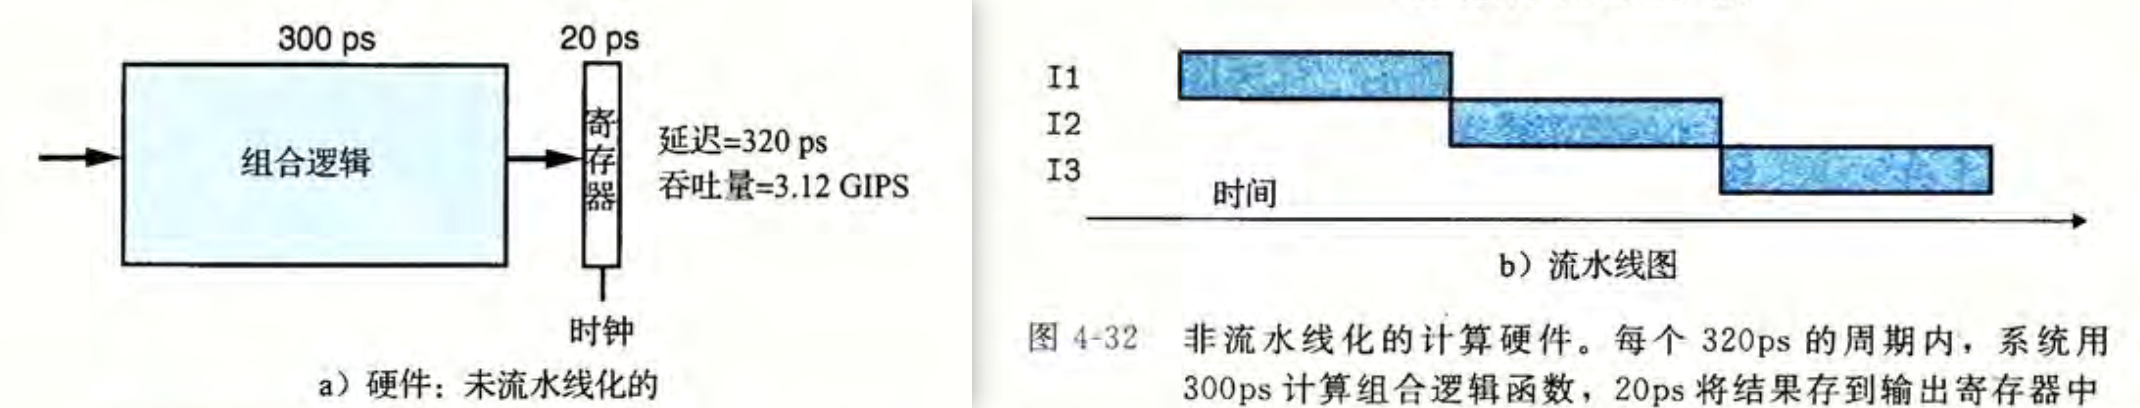 300 ps
20 ps
组合逻辑
寄存器
延迟=320 ps
吞吐量=3.12 GIPS
时钟
a）硬件：未流水线化的
I1
I2
I3
时间
b）流水线图
图 4-32 非流水线化的计算硬件。每个 320ps 的周期内，系统用
300ps 计算组合逻辑函数，20ps 将结果存到输出寄存器中